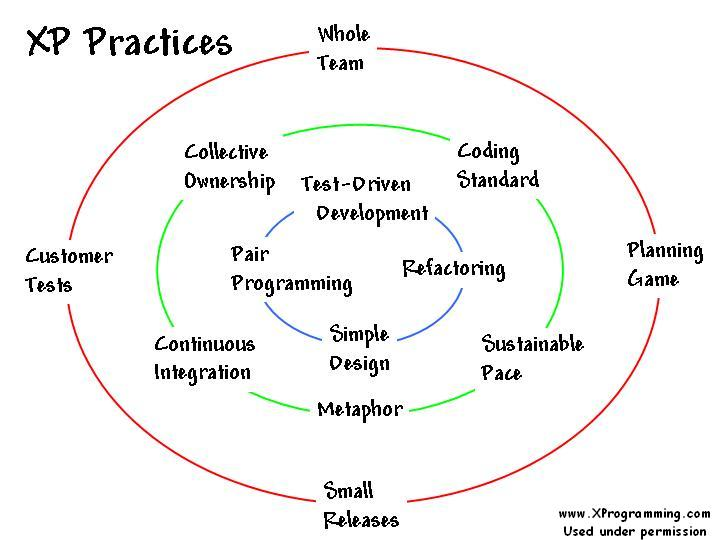 XP Practices
Whole
Team
Collective
Ownership
Coding
Standard
Test-Driven
Development
Customer
Tests
Pair
Programming
Refactoring
Planning
Game
Continuous
Integration
Simple
Design
Sustainable
Pace
Metaphor
Small
Releases
www.XProgramming.com
Used under permission